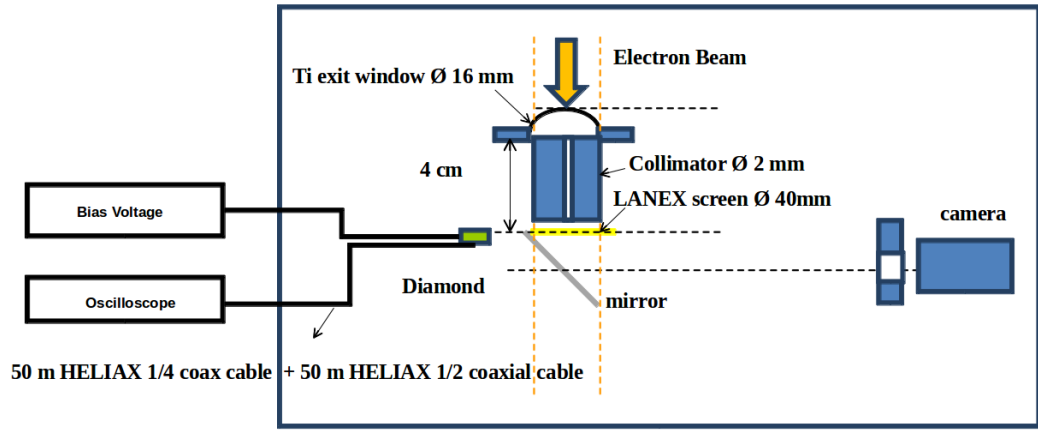 Electron Beam
Ti exit window Ø 16 mm
4 cm
Collimator Ø 2 mm
LANEX screen Ø 40mm
Bias Voltage
camera
Diamond
Oscilloscope
mirror
50 m HELIAX 1/4 coax cable + 50 m HELIAX 1/2 coaxial cable